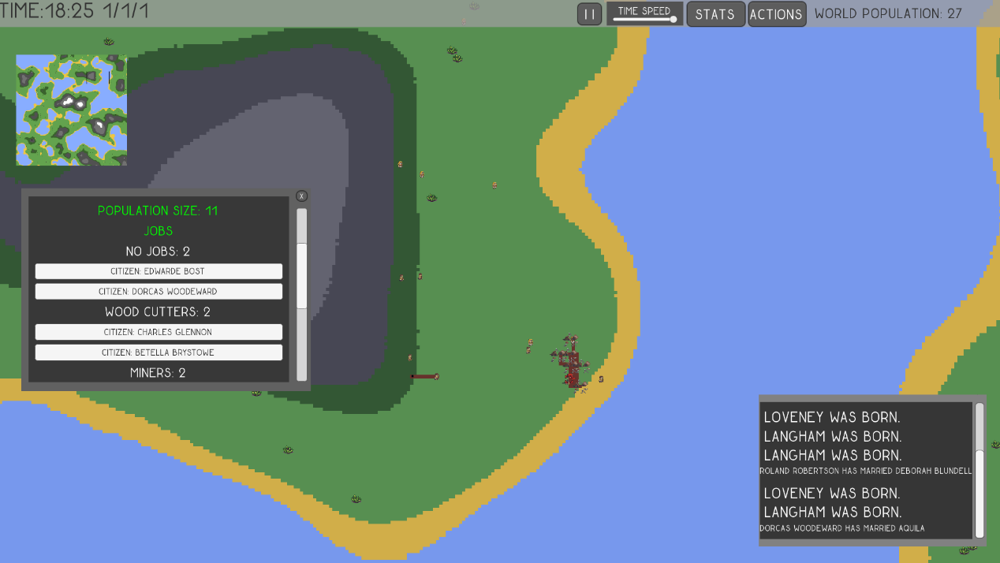 TIME:18:25 1/1/1
TIME SPEED
STATS
ACTIONS
WORLD POPULATION: 27
X
POPULATION SIZE: 11
JOBS
NO JOBS: 2
CITIZEN: EDWARDE BOST
CITIZEN: DORCAS WOODEWARD
WOOD CUTTERS: 2
CITIZEN: CHARLES GLENNON
CITIZEN: BETELLA BRYSTOWE
MINERS: 2
LOVENEY WAS BORN.
LANGHAM WAS BORN.
LANGHAM WAS BORN.
ROLAND ROBERTSON HAS MARRIED DEBORAH BLUNDELL
LOVENEY WAS BORN.
LANGHAM WAS BORN.
DORCAS WOODEWARD HAS MARRIED AQUILA